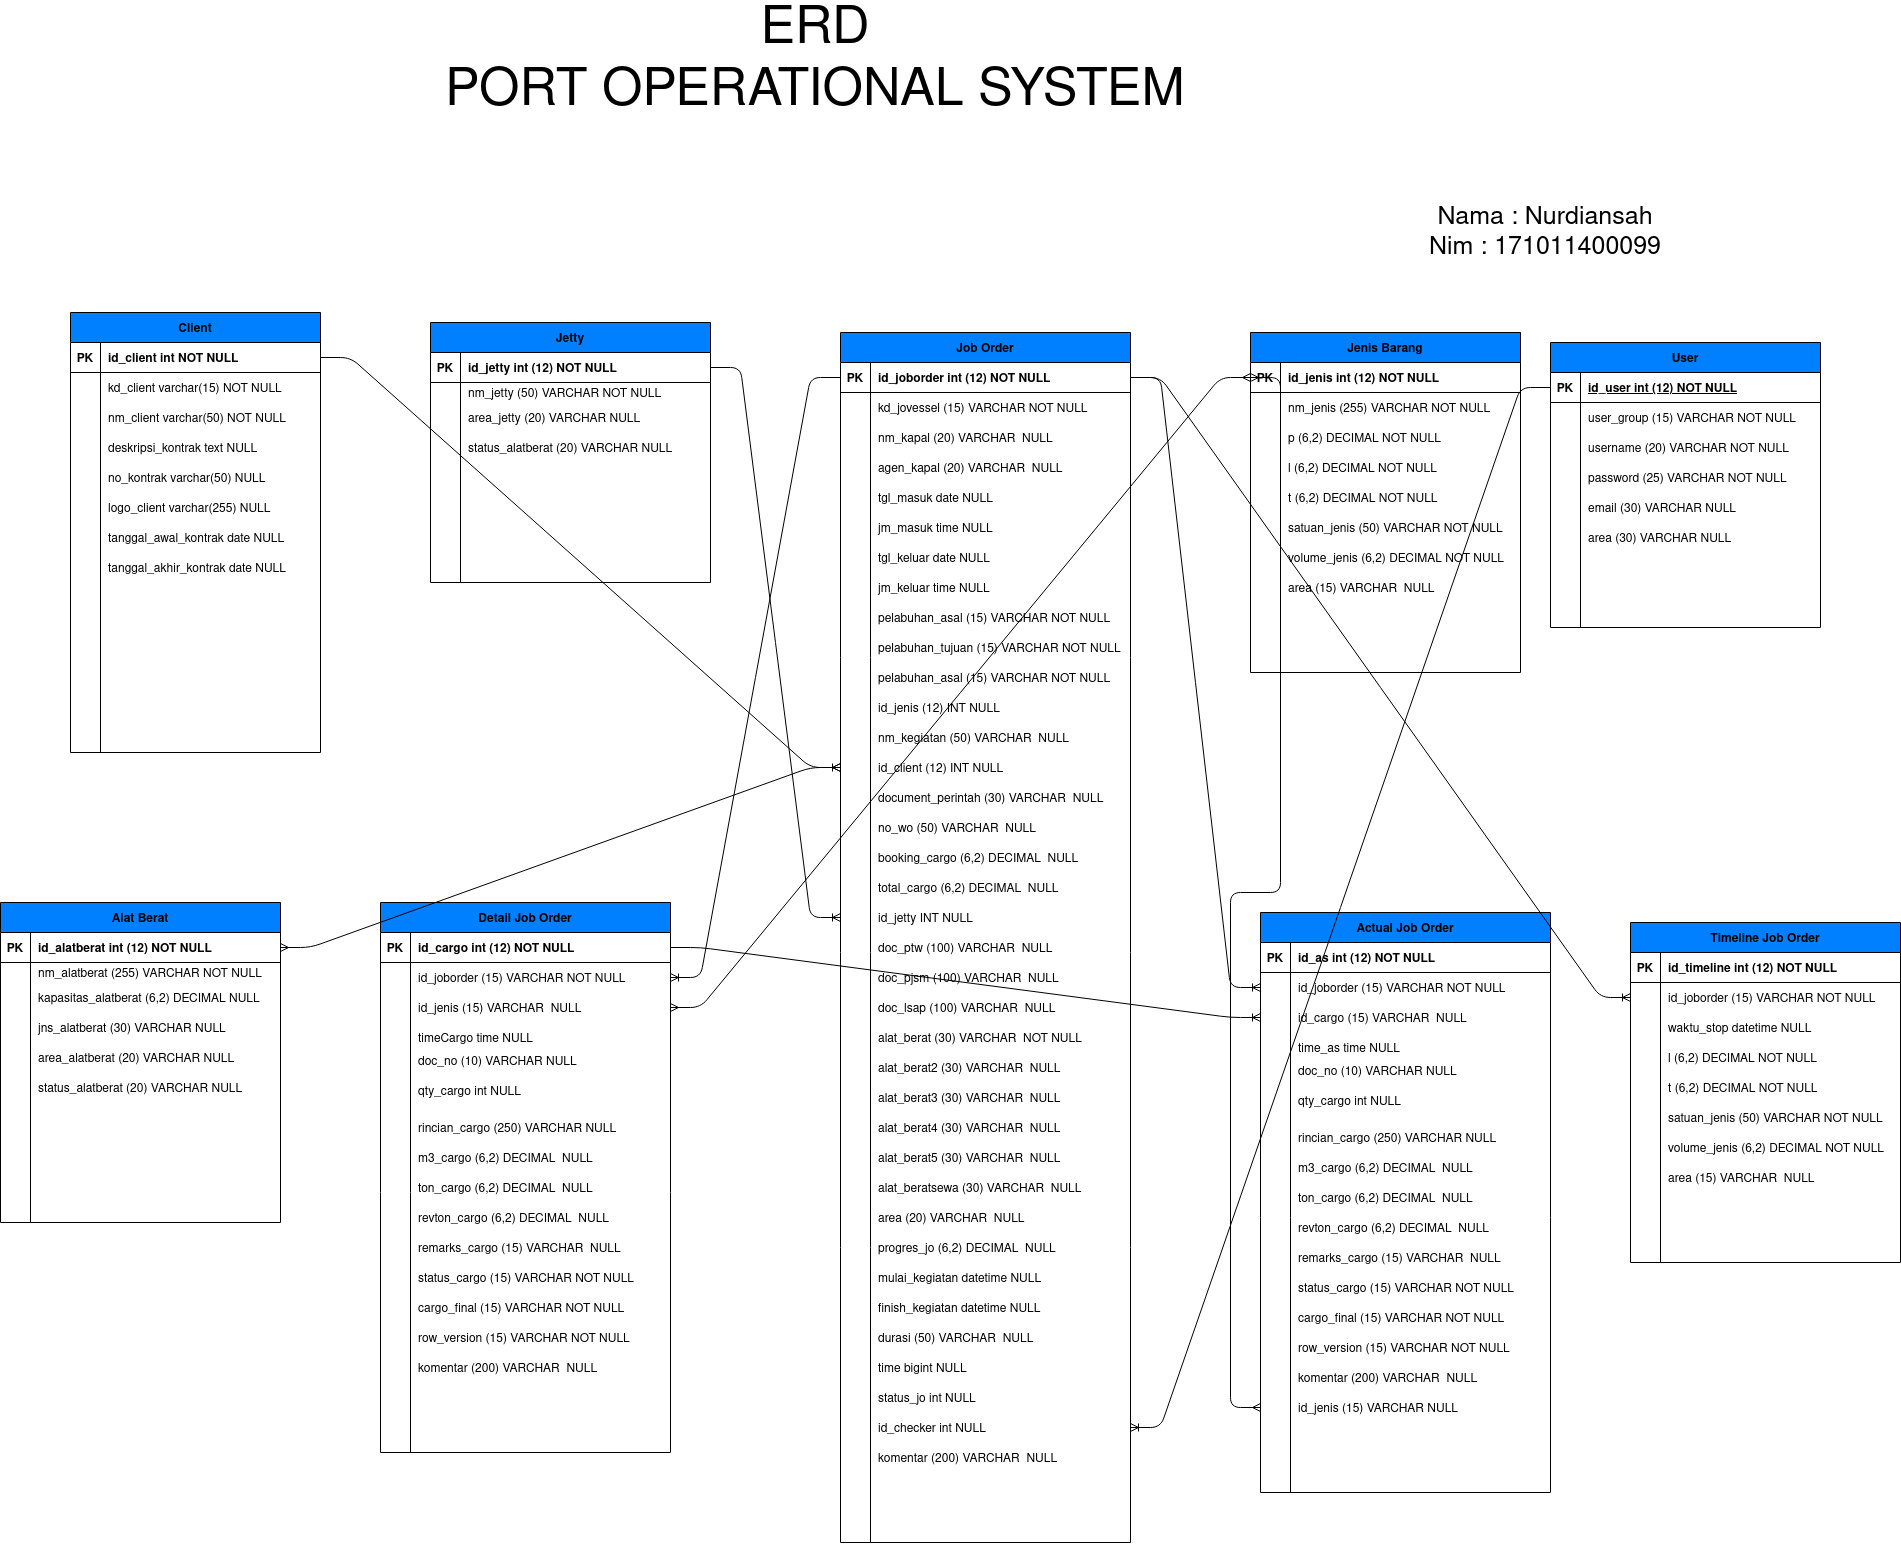 ERD
PORT OPERATIONAL SYSTEM
Nama : Nurdiansah
Nim : 171011400099
Client
PK id_client int NOT NULL
kd_client varchar(15) NOT NULL
nm_client varchar(50) NOT NULL
deskripsi_kontrak text NULL
no_kontrak varchar(50) NULL
logo_client varchar(255) NULL
tanggal_awal_kontrak date NULL
tanggal_akhir_kontrak date NULL
Jetty
PK id_jetty int (12) NOT NULL
nm_jetty (50) VARCHAR NOT NULL
area_jetty (20) VARCHAR NULL
status_alatberat (20) VARCHAR NULL
Job Order
PK id_joborder int (12) NOT NULL
kd_jovessel (15) VARCHAR NOT NULL
nm_kapal (20) VARCHAR NULL
agen_kapal (20) VARCHAR NULL
tgl_masuk date NULL
jm_masuk time NULL
tgl_keluar date NULL
jm_keluar time NULL
pelabuhan_asal (15) VARCHAR NOT NULL
pelabuhan_tujuan (15) VARCHAR NOT NULL
pelabuhan_asal (15) VARCHAR NOT NULL
id_jenis (12) INT NULL
nm_kegiatan (50) VARCHAR NULL
id_client (12) INT NULL
document_perintah (30) VARCHAR NULL
no_wo (50) VARCHAR NULL
booking_cargo (6,2) DECIMAL NULL
total_cargo (6,2) DECIMAL NULL
id_jetty INT NULL
doc_ptw (100) VARCHAR NULL
doc_pjsm (100) VARCHAR NULL
doc_lsap (100) VARCHAR NULL
alat_berat (30) VARCHAR NOT NULL
alat_berat2 (30) VARCHAR NULL
alat_berat3 (30) VARCHAR NULL
alat_berat4 (30) VARCHAR NULL
alat_berat5 (30) VARCHAR NULL
alat_beratsewa (30) VARCHAR NULL
area (20) VARCHAR NULL
progres_jo (6,2) DECIMAL NULL
mulai_kegiatan datetime NULL
finish_kegiatan datetime NULL
durasi (50) VARCHAR NULL
time bigint NULL
status_jo int NULL
id_checker int NULL
komentar (200) VARCHAR NULL
Jenis Barang
PK id_jenis int (12) NOT NULL
nm_jenis (255) VARCHAR NOT NULL
p (6,2) DECIMAL NOT NULL
l (6,2) DECIMAL NOT NULL
t (6,2) DECIMAL NOT NULL
satuan_jenis (50) VARCHAR NOT NULL
volume_jenis (6,2) DECIMAL NOT NULL
area (15) VARCHAR NULL
User
PK id_user int (12) NOT NULL
user_group (15) VARCHAR NOT NULL
username (20) VARCHAR NOT NULL
password (25) VARCHAR NOT NULL
email (30) VARCHAR NULL
area (30) VARCHAR NULL
Alat Berat
PK id_alatberat int (12) NOT NULL
nm_alatberat (255) VARCHAR NOT NULL
kapasitas_alatberat (6,2) DECIMAL NULL
jns_alatberat (30) VARCHAR NULL
area_alatberat (20) VARCHAR NULL
status_alatberat (20) VARCHAR NULL
Detail Job Order
PK id_cargo int (12) NOT NULL
id_joborder (15) VARCHAR NOT NULL
id_jenis (15) VARCHAR NULL
timeCargo time NULL
doc_no (10) VARCHAR NULL
qty_cargo int NULL
rincian_cargo (250) VARCHAR NULL
m3_cargo (6,2) DECIMAL NULL
ton_cargo (6,2) DECIMAL NULL
revton_cargo (6,2) DECIMAL NULL
remarks_cargo (15) VARCHAR NULL
status_cargo (15) VARCHAR NOT NULL
cargo_final (15) VARCHAR NOT NULL
row_version (15) VARCHAR NOT NULL
komentar (200) VARCHAR NULL
Actual Job Order
PK id_as int (12) NOT NULL
id_joborder (15) VARCHAR NOT NULL
id_cargo (15) VARCHAR NULL
time_as time NULL
doc_no (10) VARCHAR NULL
qty_cargo int NULL
rincian_cargo (250) VARCHAR NULL
m3_cargo (6,2) DECIMAL NULL
ton_cargo (6,2) DECIMAL NULL
revton_cargo (6,2) DECIMAL NULL
remarks_cargo (15) VARCHAR NULL
status_cargo (15) VARCHAR NOT NULL
cargo_final (15) VARCHAR NOT NULL
row_version (15) VARCHAR NOT NULL
komentar (200) VARCHAR NULL
id_jenis (15) VARCHAR NULL
Timeline Job Order
PK id_timeline int (12) NOT NULL
id_joborder (15) VARCHAR NOT NULL
waktu_stop datetime NULL
l (6,2) DECIMAL NOT NULL
t (6,2) DECIMAL NOT NULL
satuan_jenis (50) VARCHAR NOT NULL
volume_jenis (6,2) DECIMAL NOT NULL
area (15) VARCHAR NULL